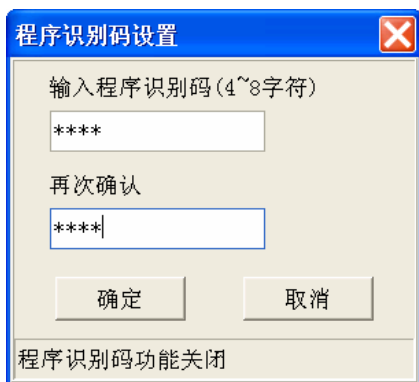 程序识别码设置
输入程序识别码(4~8字符)
****
再次确认
****
确定
取消
程序识别码功能关闭